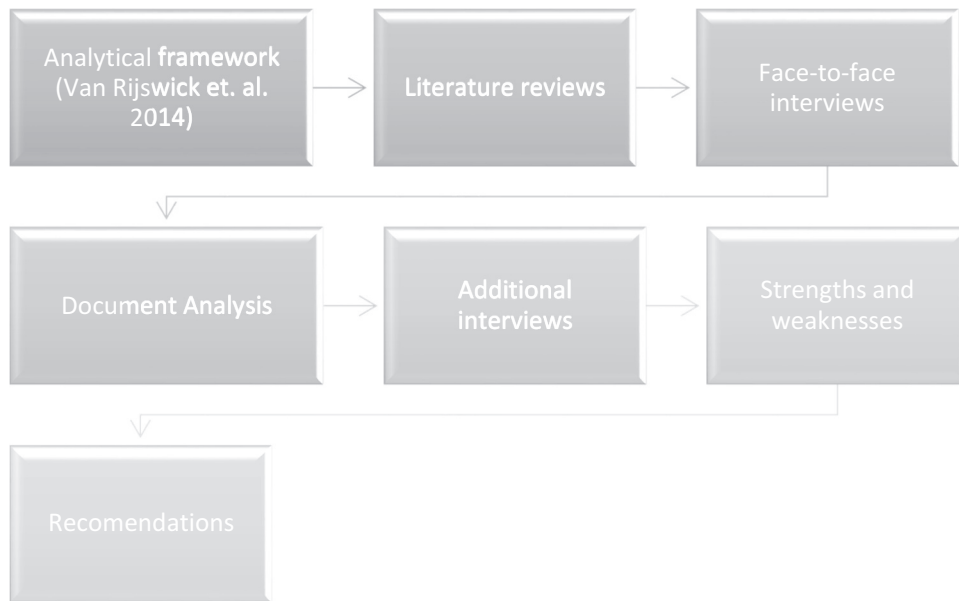 Analytical framework
(Van Rijswick et. al.
2014)
Literature reviews
Face-to-face
interviews
Document Analysis
Additional
interviews
Strengths and
weaknesses
Recomendations